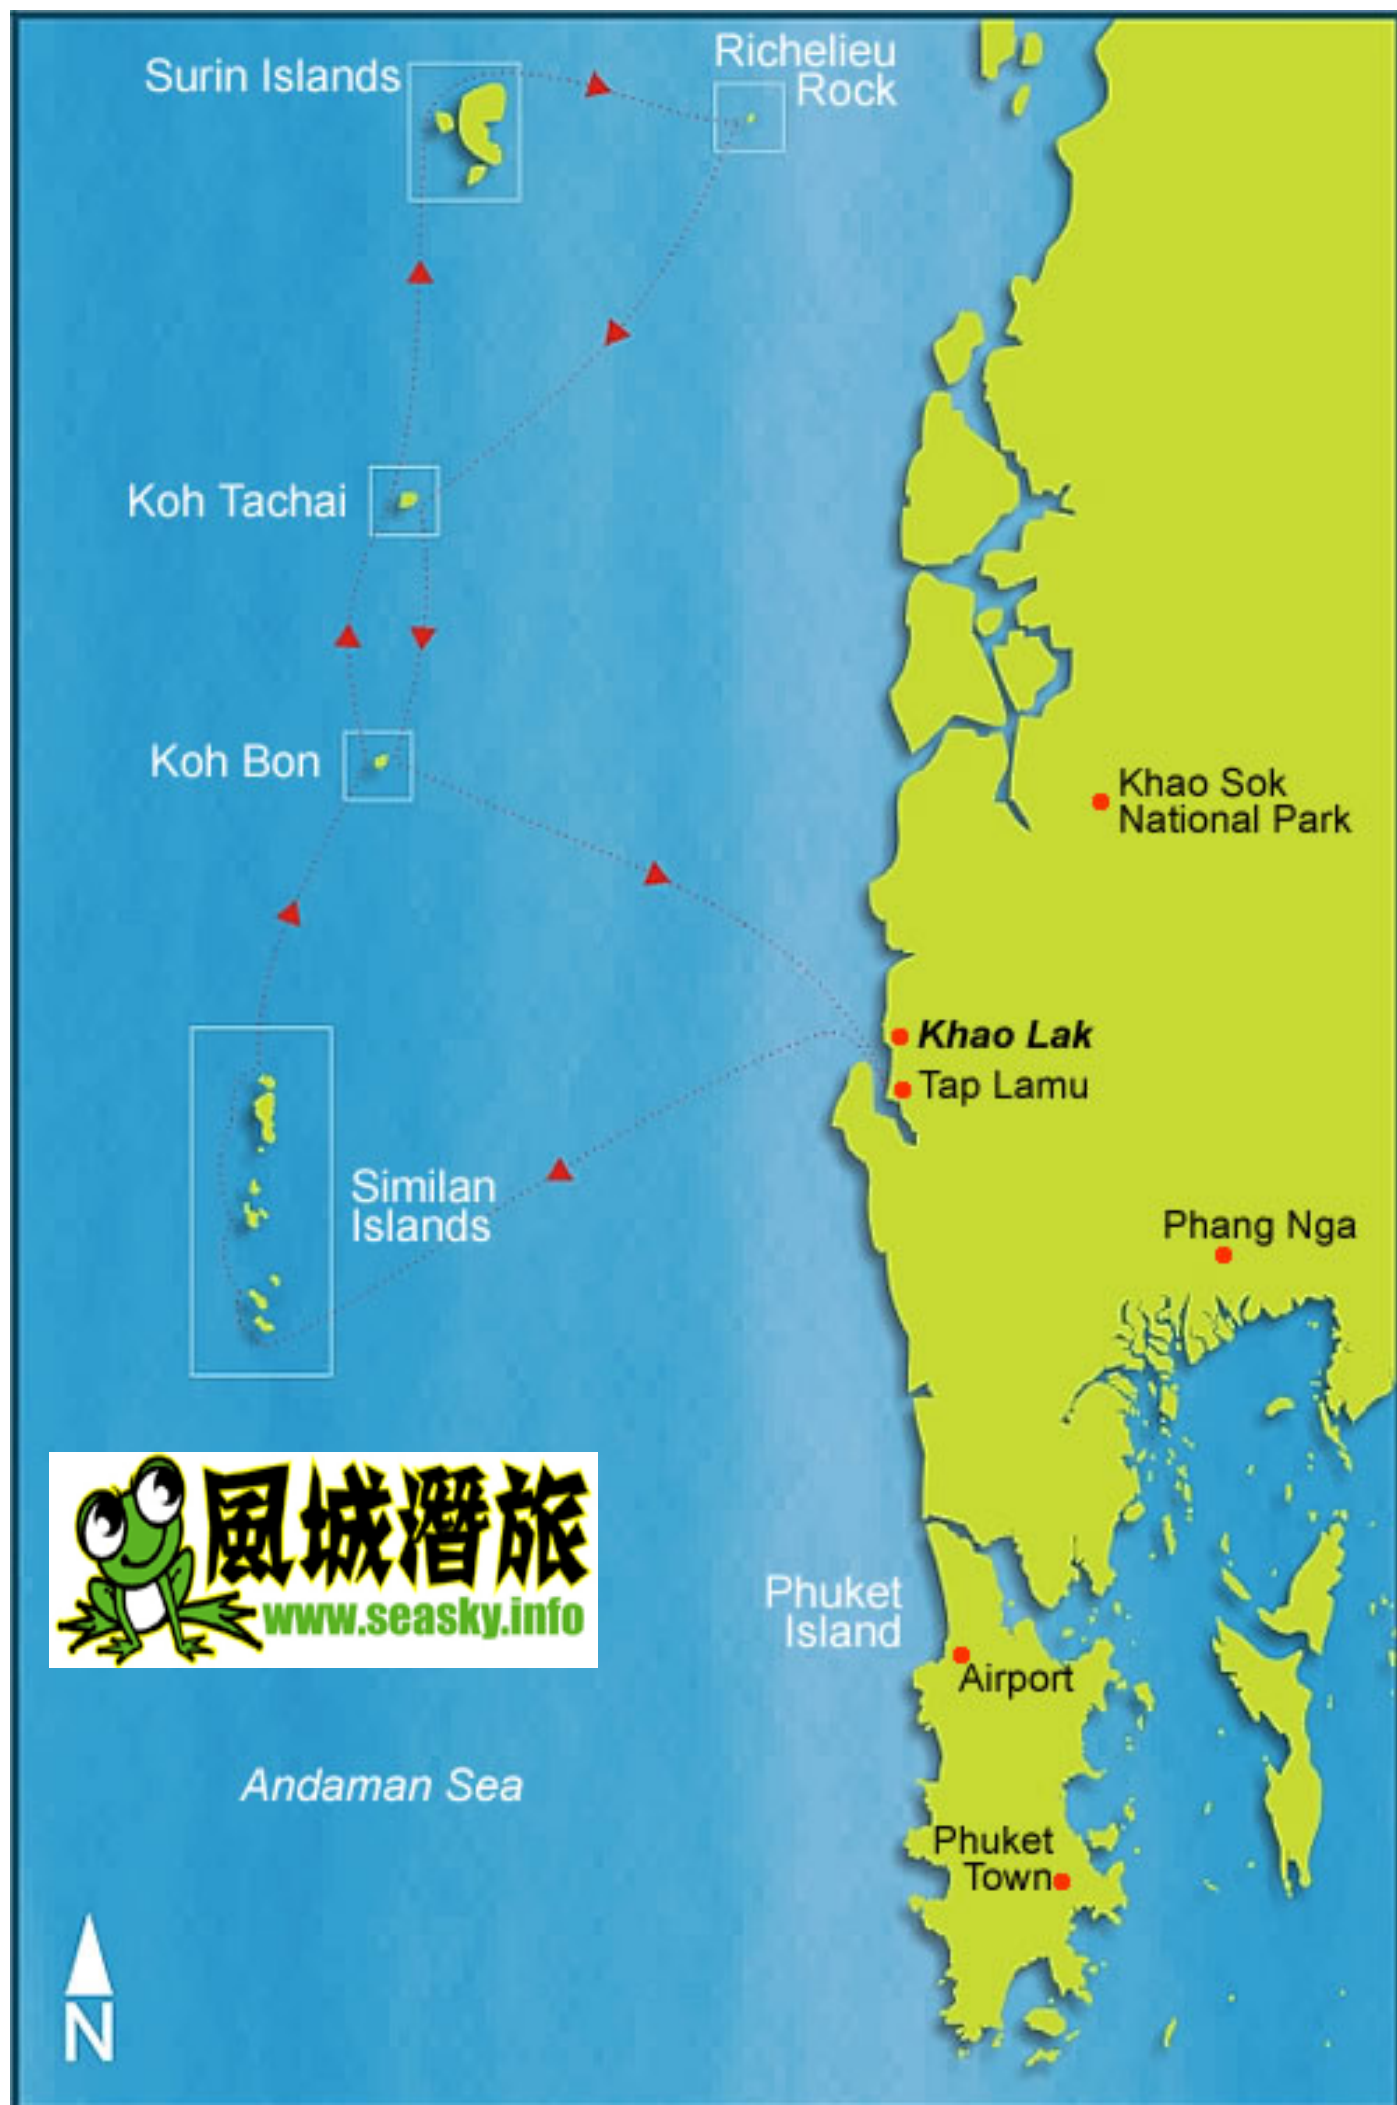 Richelieu
Rock
Surin Islands
Koh Tachai
Koh Bon
Khao Sok
National Park
Khao Lak
Tap Lamu
Similan
Islands
Phang Nga
風城潛旅
www.seasky.info
Phuket
Island
Airport
Andaman Sea
Phuket
Town
N